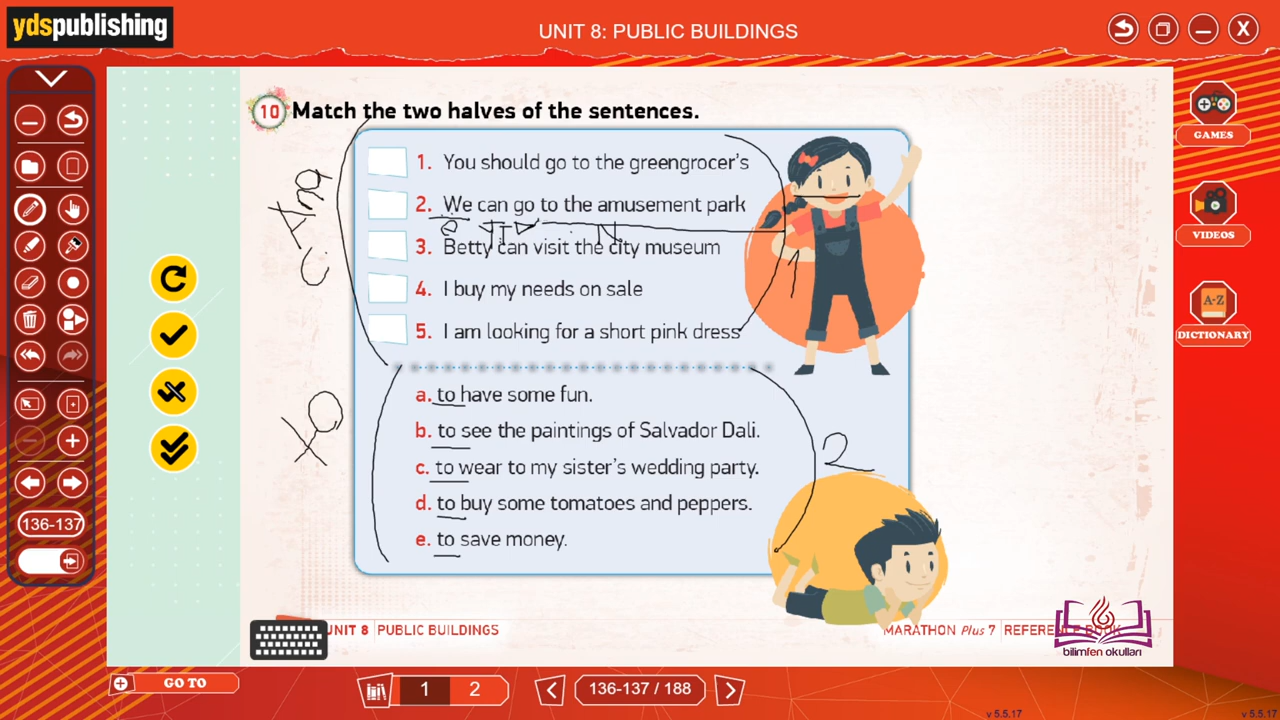 ydspublishing
UNIT 8: PUBLIC BUILDINGS
X
10 Match the two halves of the sentences.
1. You should go to the greengrocer's
2. We can go to the amusement park
3. Betty can visit the city museum
4. I buy my needs on sale
5. I am looking for a short pink dress
a. to have some fun.
b. to see the paintings of Salvador Dali.
c. to wear to my sister's wedding party.
d. to buy some tomatoes and peppers.
e. to save money.
2
GAMES
VIDEOS
A-Z
DICTIONARY
136-137
UNIT 8 PUBLIC BUILDINGS
MARATHON Plus 7 REFERENCE BOOK
bilimfen okulları
GO TO
1 2
136-137 / 188
v 5.5.17
v 5.5.17